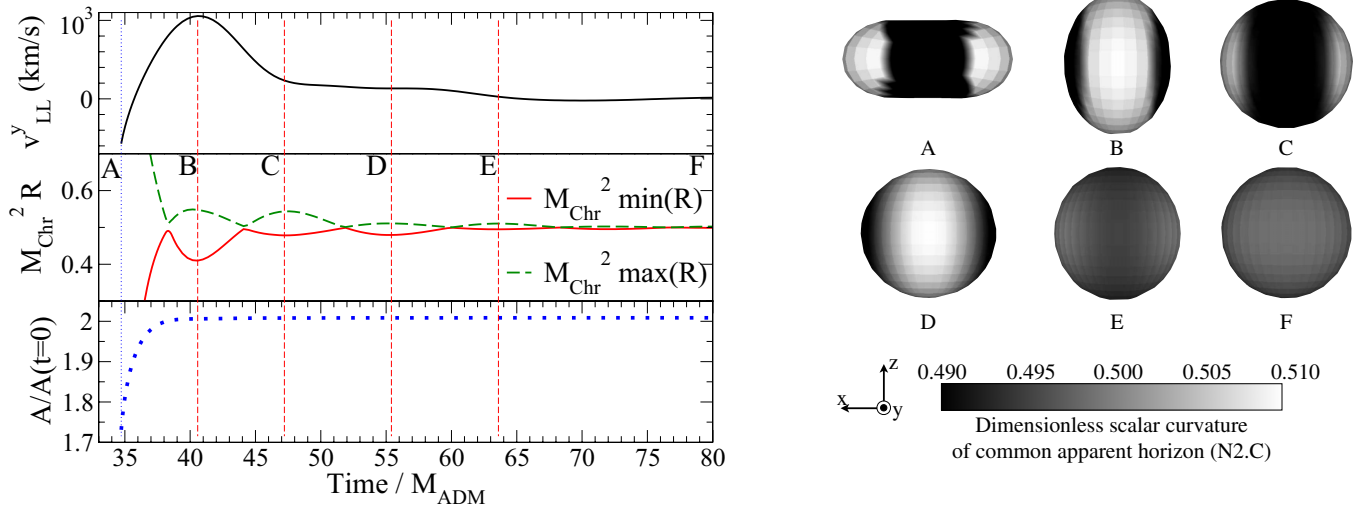 10³
0
v^y_LL (km/s)
A B C D E F
0.6
0.4
M_Chr² R
M_Chr² min(R)
M_Chr² max(R)
2
1.9
1.8
1.7
A/A(t=0)
35 40 45 50 55 60 65 70 75 80
Time / M_ADM
A B C
D E F
z
x
y
0.490 0.495 0.500 0.505 0.510
Dimensionless scalar curvature
of common apparent horizon (N2.C)